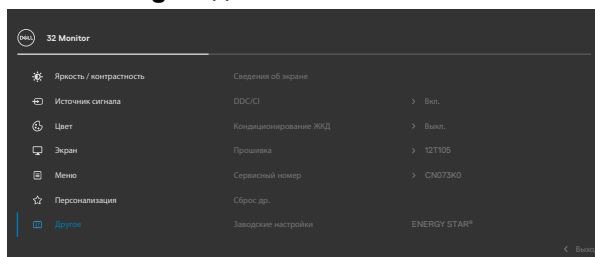 DELL 32 Monitor
Яркость / контрастность Сведения об экране
Источник сигнала DDC/CI Вкл.
Цвет Кондиционирование ЖКД Выкл.
Экран Прошивка 12T105
Меню Сервисный номер CN073K0
Персонализация Сброс др.
Другое Заводские настройки ENERGY STAR®